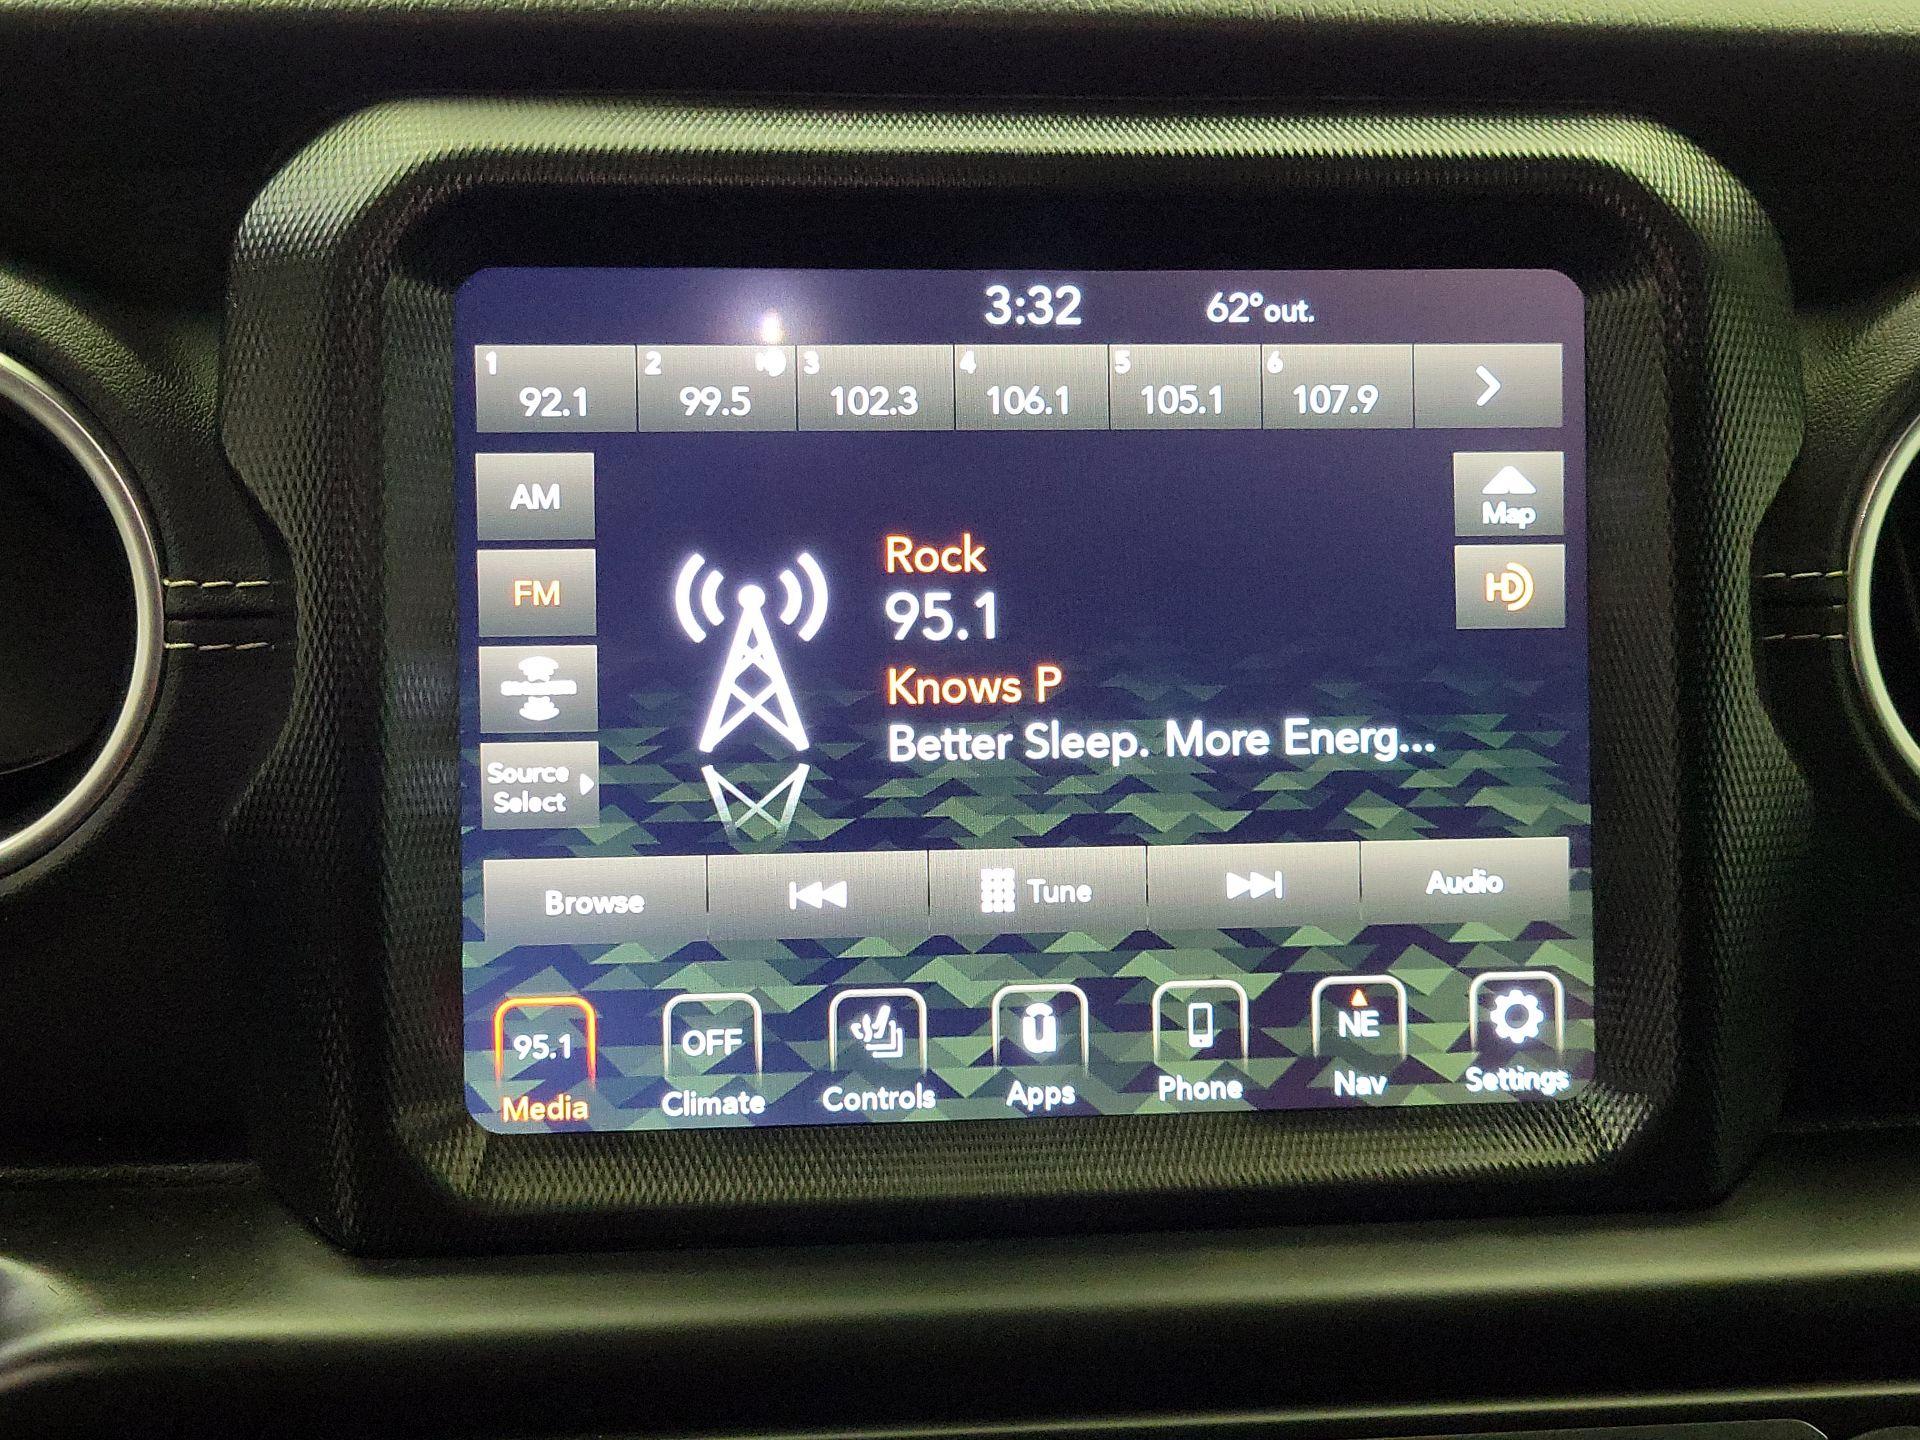 3:32 62°out.
1 92.1
2 99.5
3 102.3
4 106.1
5 105.1
6 107.9
AM
Map
Rock
FM
HD
95.1
Knows P
Better Sleep. More Energ...
Source
Select
Browse
Tune
Audio
95.1
OFF
NE
Media
Climate
Controls
Apps
Phone
Nav
Settings